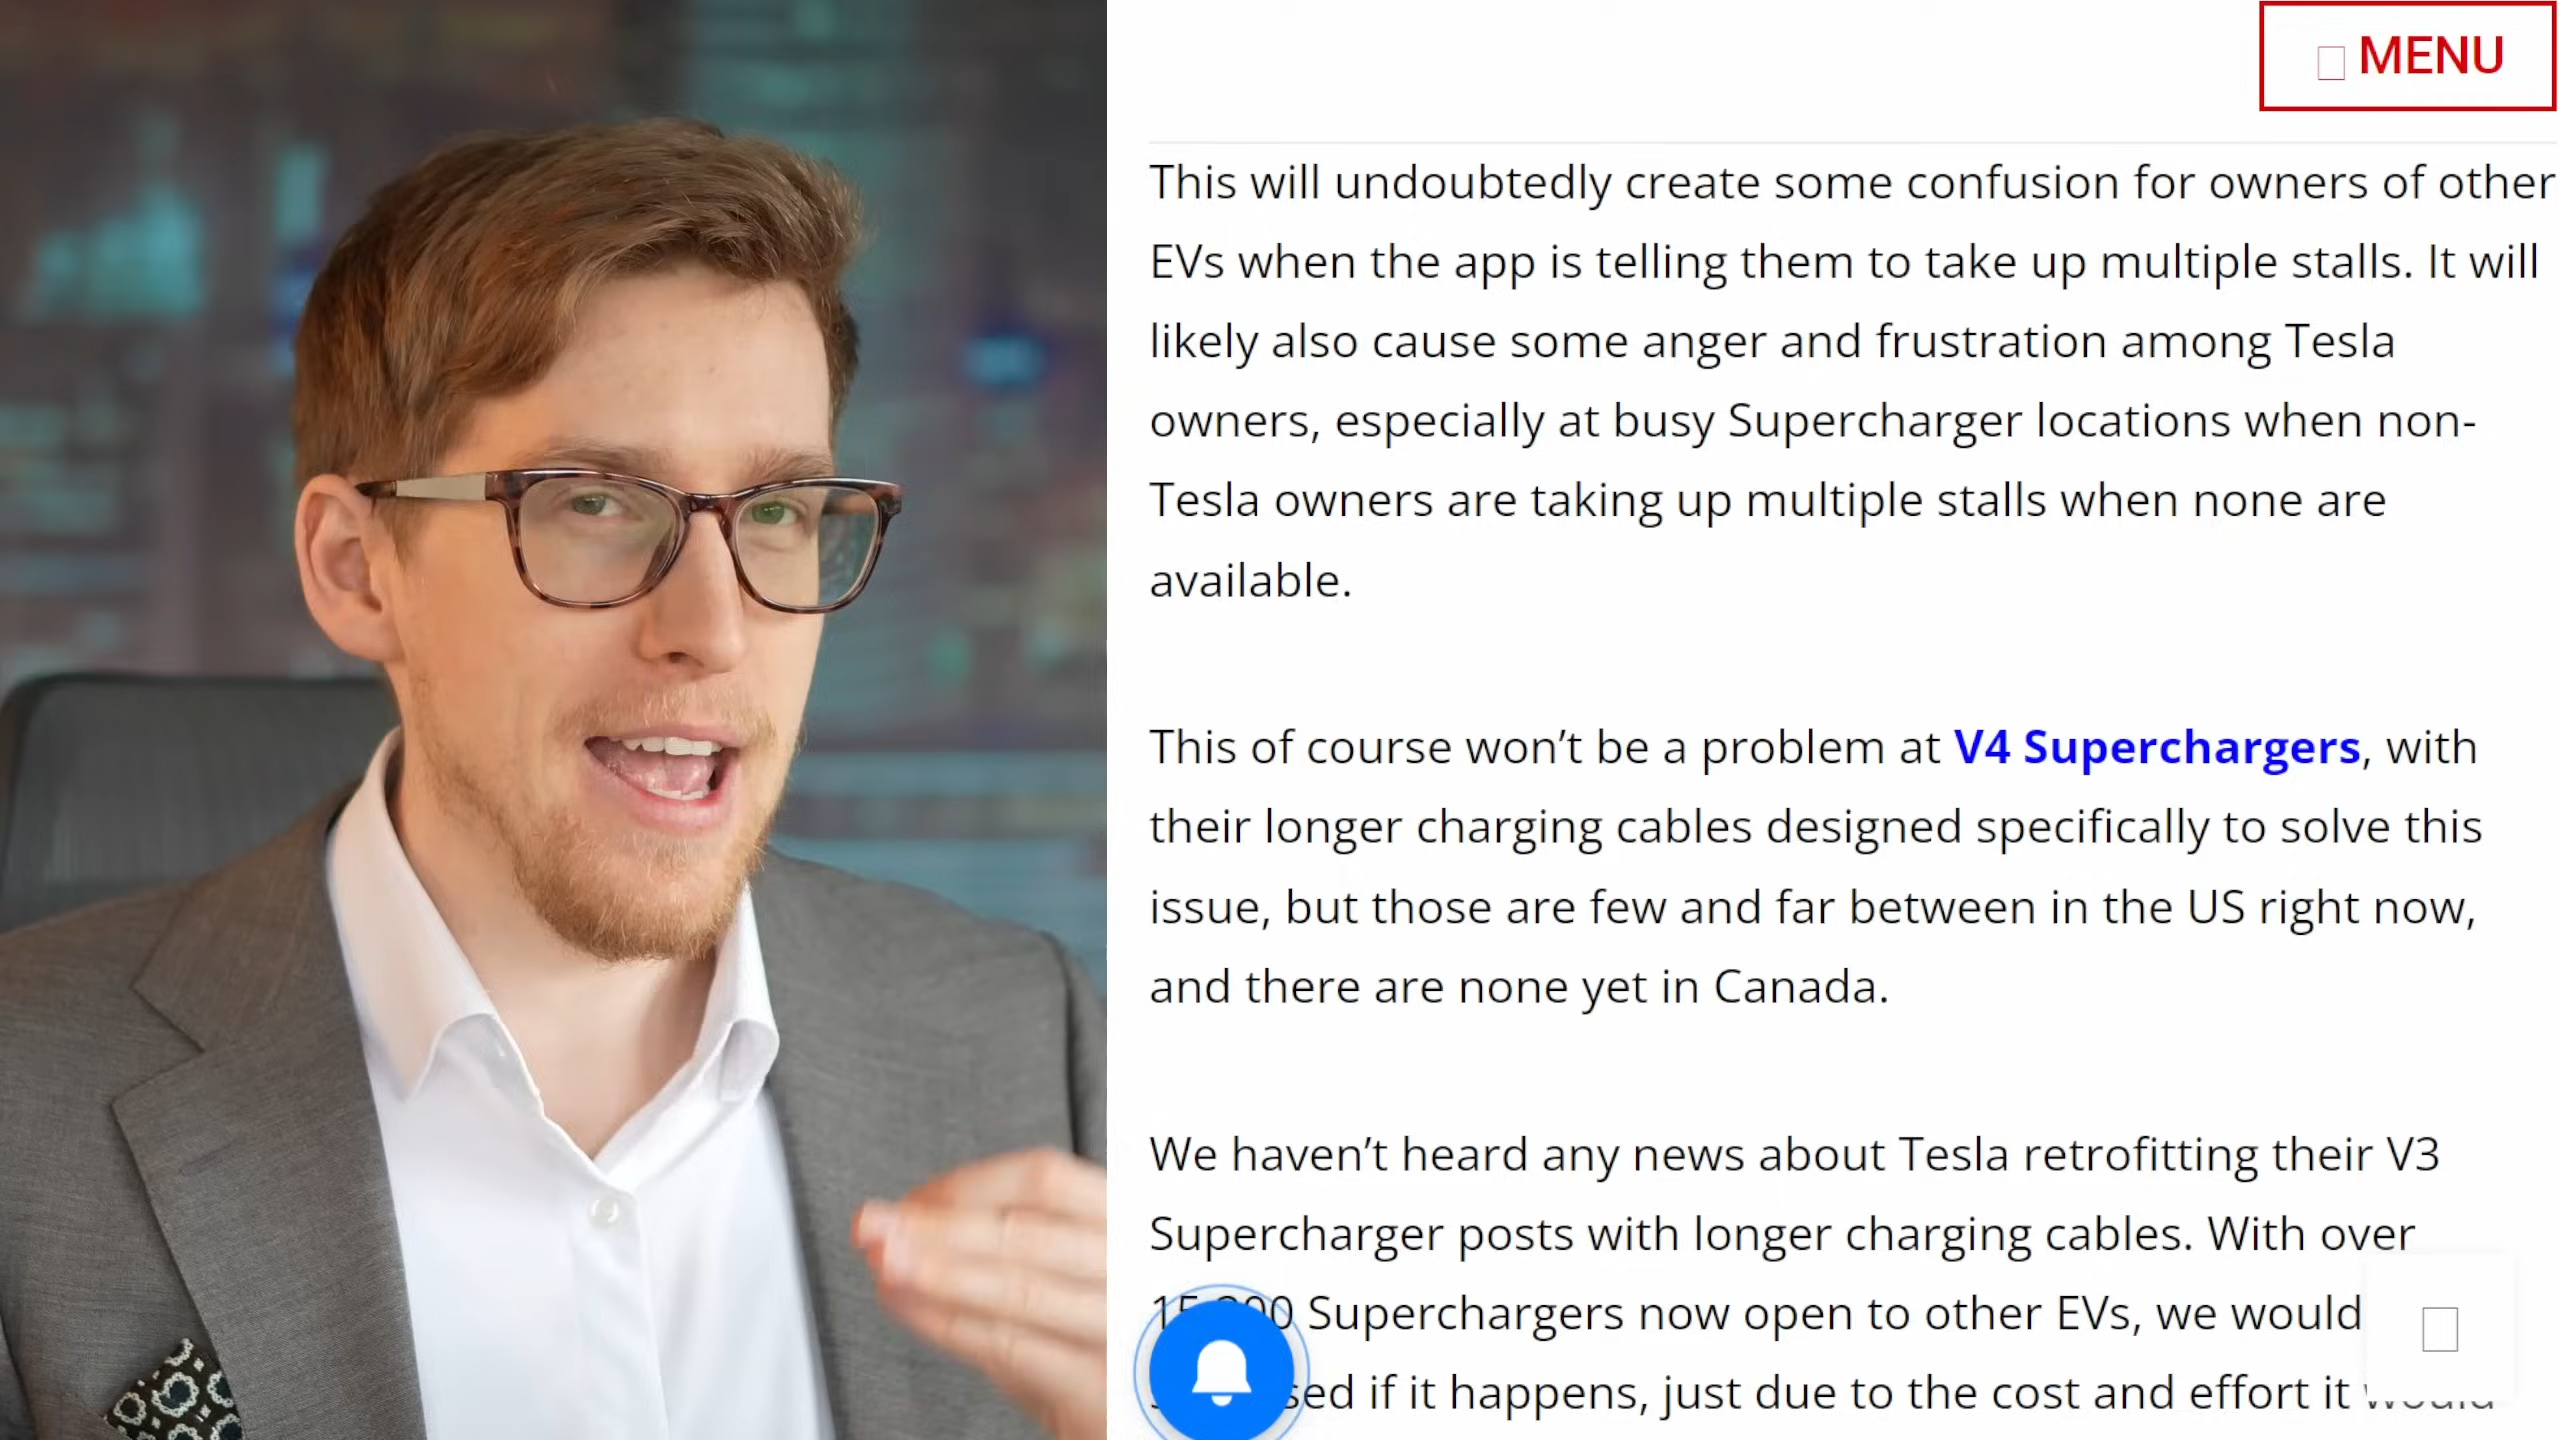 MENU
This will undoubtedly create some confusion for owners of other
EVs when the app is telling them to take up multiple stalls. It will
likely also cause some anger and frustration among Tesla
owners, especially at busy Supercharger locations when non-
Tesla owners are taking up multiple stalls when none are
available.
This of course won’t be a problem at V4 Superchargers, with
their longer charging cables designed specifically to solve this
issue, but those are few and far between in the US right now,
and there are none yet in Canada.
We haven’t heard any news about Tesla retrofitting their V3
Supercharger posts with longer charging cables. With over
Superchargers now open to other EVs, we would
if it happens, just due to the cost and effort it would